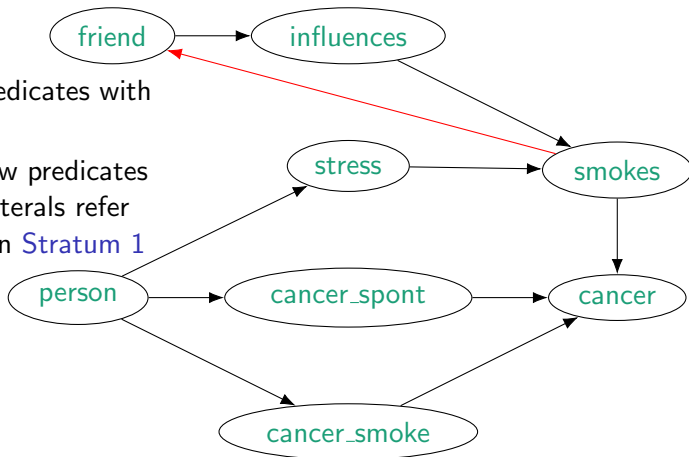 friend influences
edicates with
stress smokes
w predicates
terals refer
n Stratum 1
person cancer_spont cancer
cancer_smoke